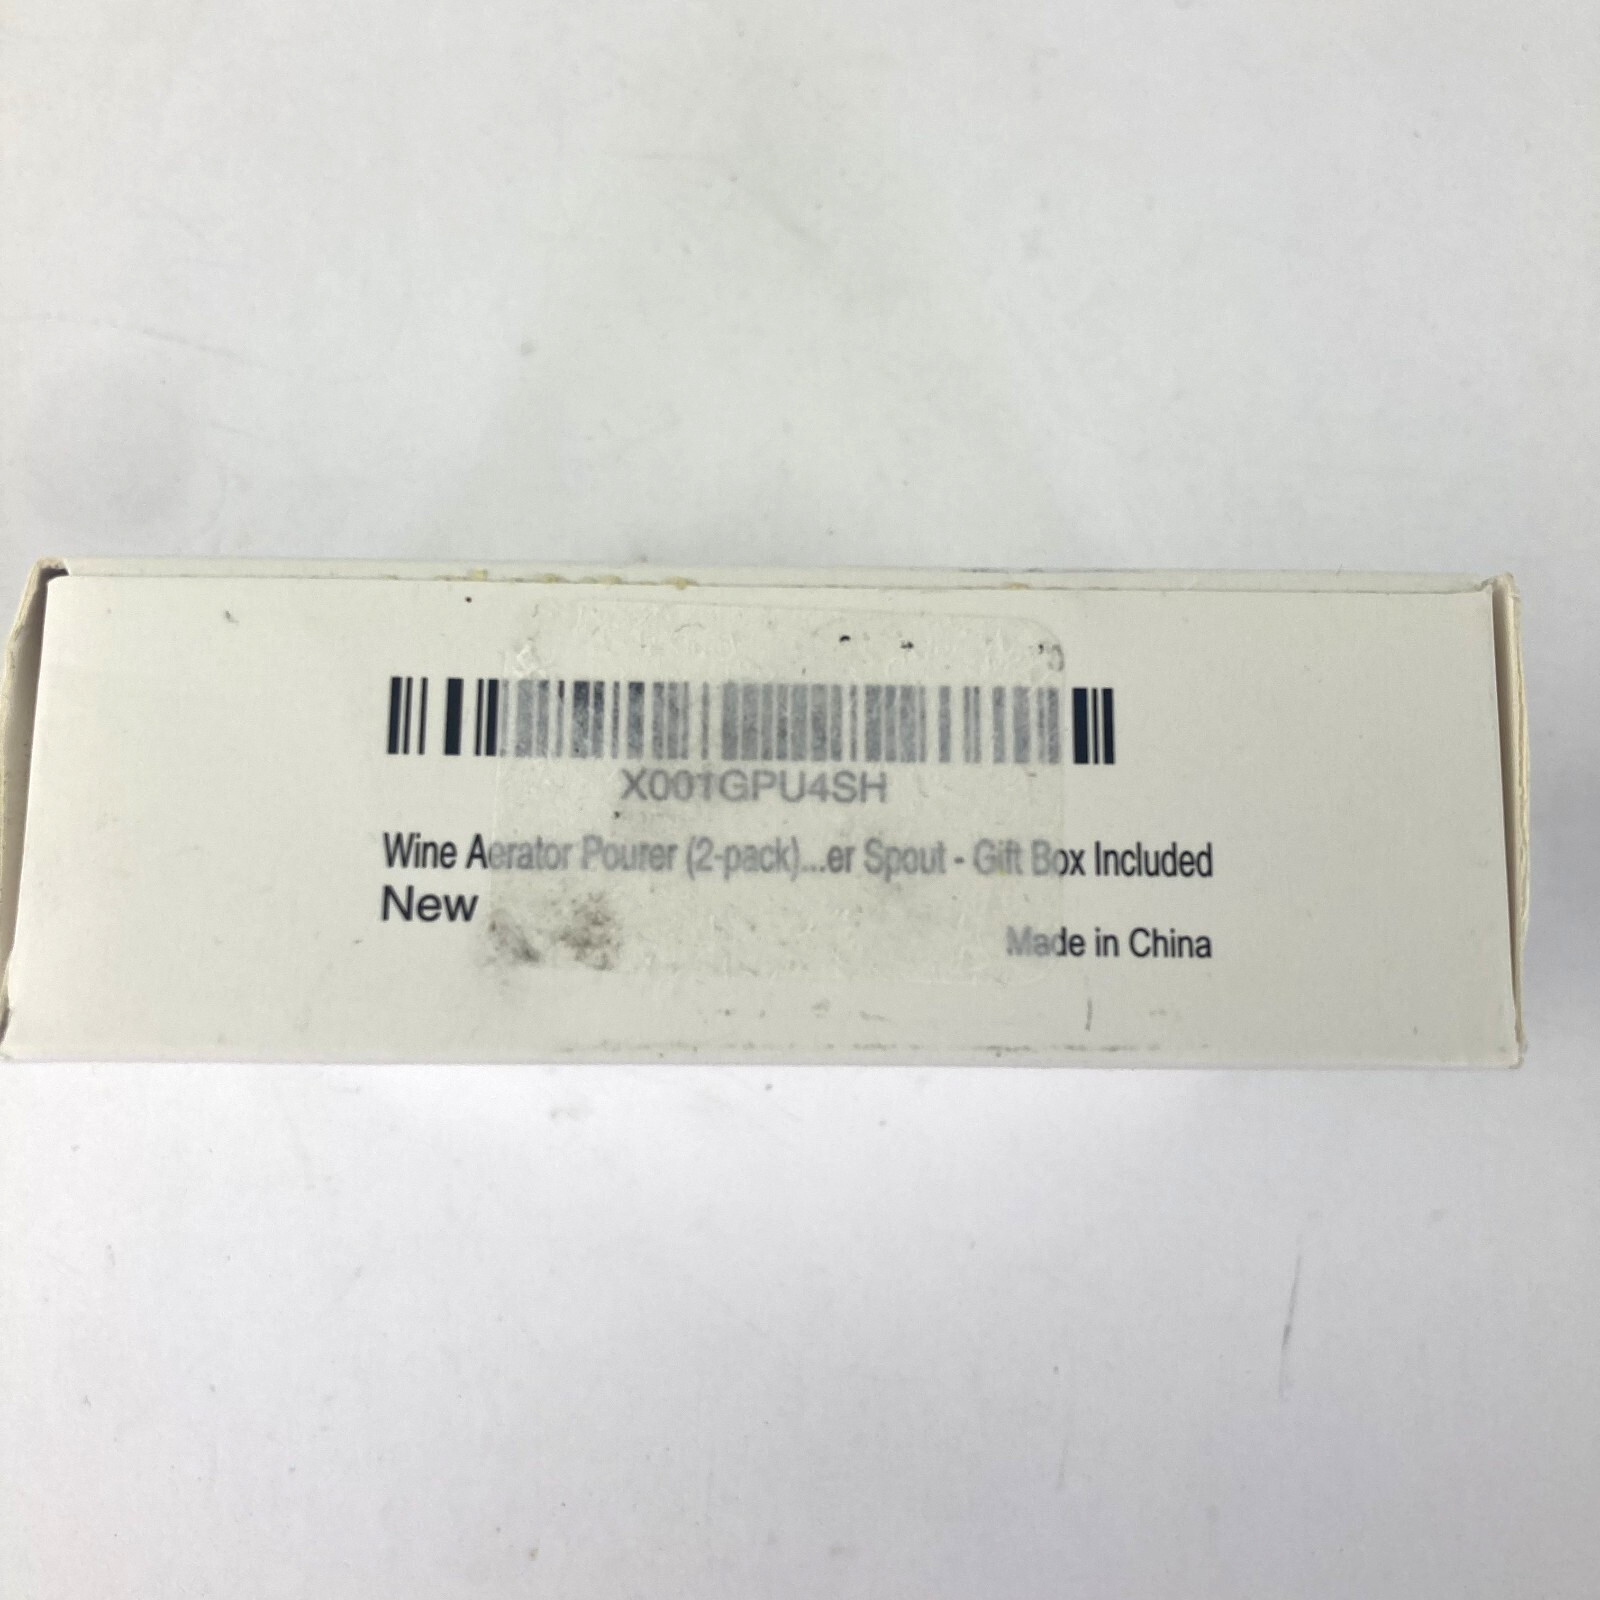 X001GPU4SH
Wine Aerator Pourer (2-pack)...er Spout - Gift Box Included
New
Made in China